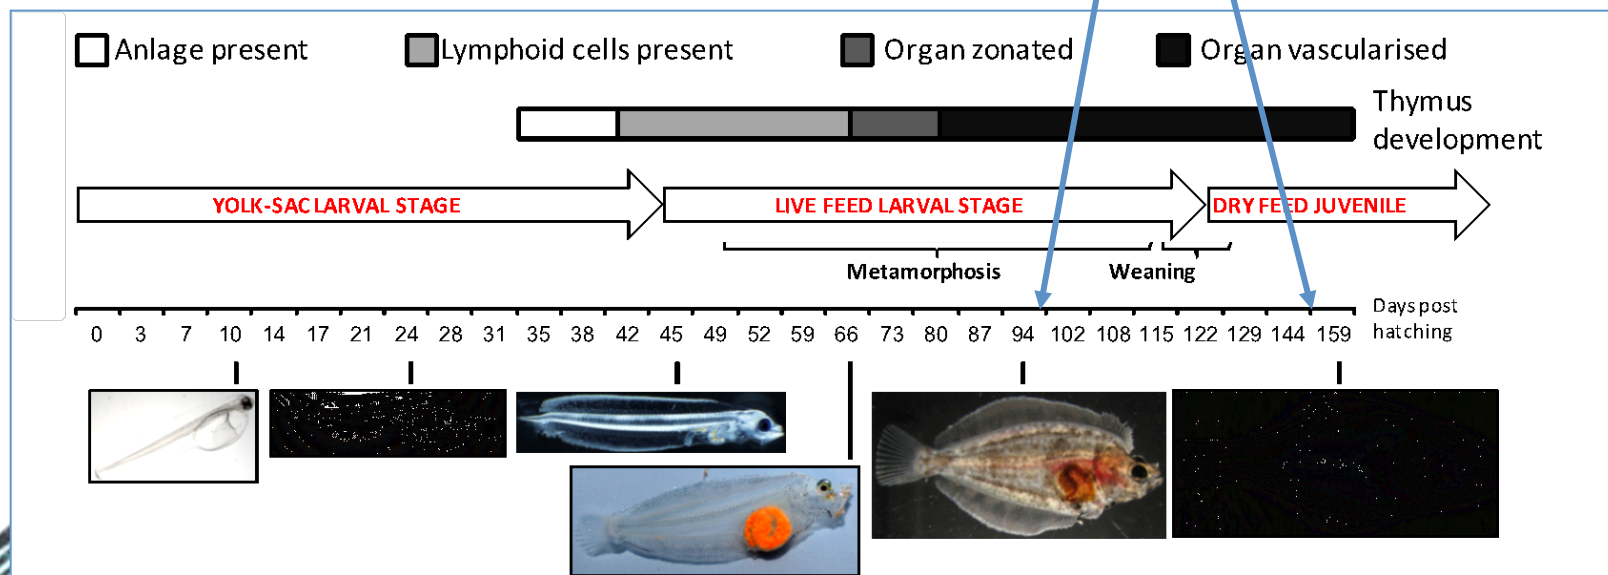 Anlage present
Lymphoid cells present
Organ zonated
Organ vascularised
Thymus
development
YOLK-SAC LARVAL STAGE
LIVE FEED LARVAL STAGE
DRY FEED JUVENILE
Metamorphosis
Weaning
0 3 7 10 14 17 21 24 28 31 35 38 42 45 49 52 59 66 73 80 87 94 102 108 115 122 129 144 159
Days post
hatching